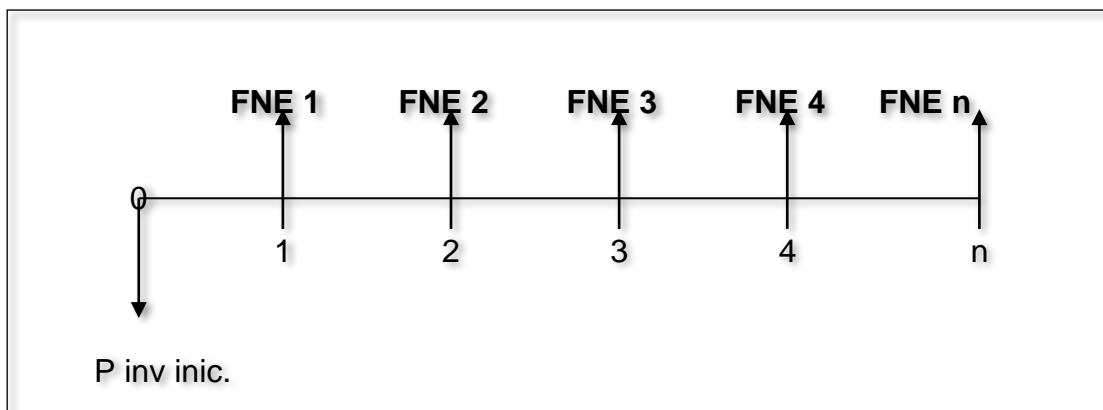 FNE 1 FNE 2 FNE 3 FNE 4 FNE n
0
1 2 3 4 n
P inv inic.